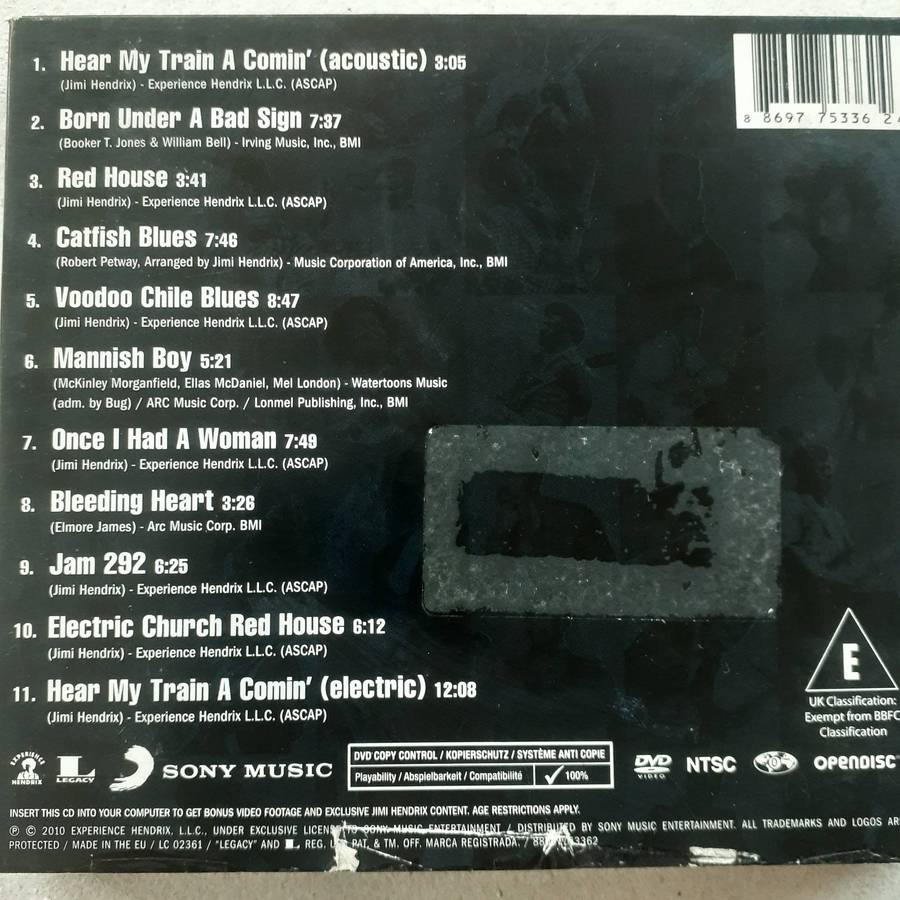 1. Hear My Train A Comin' (acoustic) 3:05
(Jimi Hendrix) - Experience Hendrix L.L.C. (ASCAP)
2. Born Under A Bad Sign 7:37
(Booker T. Jones & William Bell) - Irving Music, Inc., BMI
3. Red House 3:41
(Jimi Hendrix) - Experience Hendrix L.L.C. (ASCAP)
4. Catfish Blues 7:46
(Robert Petway, Arranged by Jimi Hendrix) - Music Corporation of America, Inc., BMI
5. Voodoo Chile Blues 8:47
(Jimi Hendrix) - Experience Hendrix L.L.C. (ASCAP)
6. Mannish Boy 5:21
(McKinley Morganfield, Ellas McDaniel, Mel London) - Watertoons Music
(adm. by Bug) / ARC Music Corp. / Lonmel Publishing, Inc., BMI
7. Once I Had A Woman 7:49
(Jimi Hendrix) - Experience Hendrix L.L.C. (ASCAP)
8. Bleeding Heart 3:26
(Elmore James) - Arc Music Corp. BMI
9. Jam 292 6:25
(Jimi Hendrix) - Experience Hendrix L.L.C. (ASCAP)
10. Electric Church Red House 6:12
(Jimi Hendrix) - Experience Hendrix L.L.C. (ASCAP)
11. Hear My Train A Comin' (electric) 12:08
(Jimi Hendrix) - Experience Hendrix L.L.C. (ASCAP)
8 8697 75336 2
E
UK Classification:
Exempt from BBFC
Classification
EXPERIENCE HENDRIX
L LEGACY
SONY MUSIC
DVD COPY CONTROL / KOPIERSCHUTZ / SYSTÈME ANTI COPIE
Playability / Abspielbarkeit / Compatibilité ✓ 100%
DVD VIDEO
NTSC
OPENDISC
INSERT THIS CD INTO YOUR COMPUTER TO GET BONUS VIDEO FOOTAGE AND EXCLUSIVE JIMI HENDRIX CONTENT. AGE RESTRICTIONS APPLY.
℗ © 2010 EXPERIENCE HENDRIX, L.L.C., UNDER EXCLUSIVE LICENSE TO SONY MUSIC ENTERTAINMENT / DISTRIBUTED BY SONY MUSIC ENTERTAINMENT. ALL TRADEMARKS AND LOGOS
PROTECTED / MADE IN THE EU / LC 02361 / "LEGACY" AND L REG. U.S. PAT. & TM. OFF. MARCA REGISTRADA. /